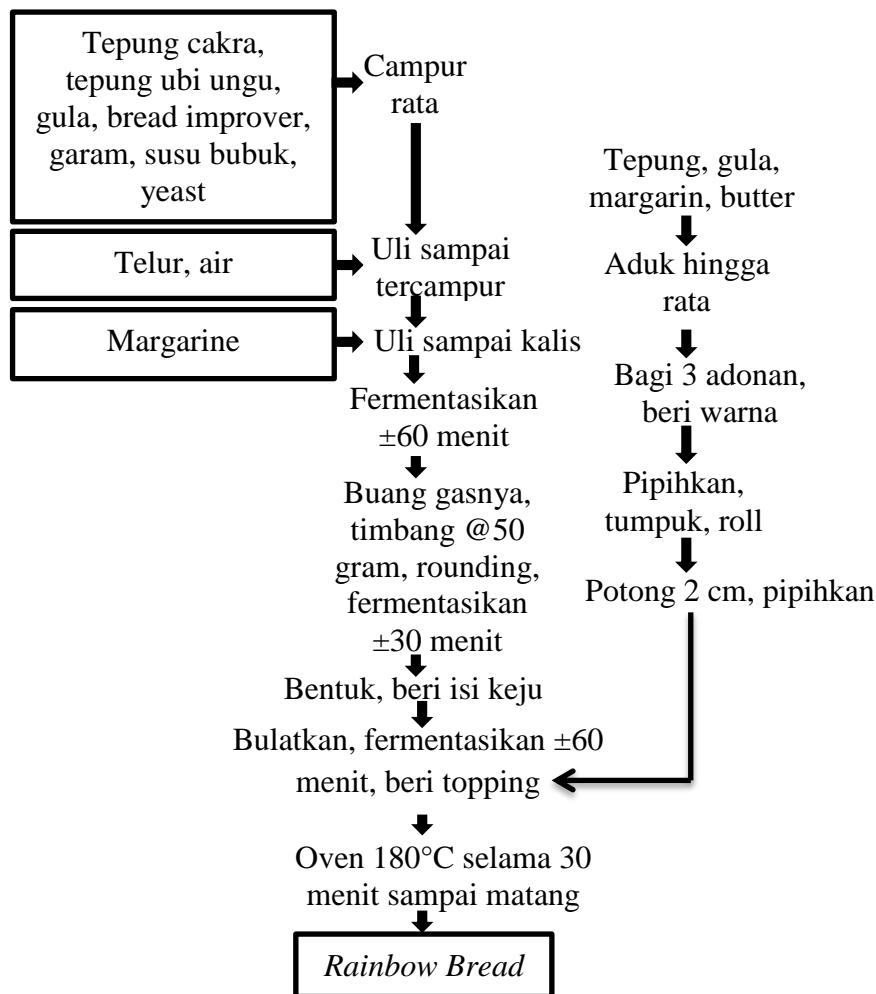 Tepung cakra,
tepung ubi ungu,
gula, bread improver,
garam, susu bubuk,
yeast
Campur
rata
Telur, air
Uli sampai
tercampur
Margarine
Uli sampai kalis
Fermentasikan
±60 menit
Buang gasnya,
timbang @50
gram, rounding,
fermentasikan
±30 menit
Bentuk, beri isi keju
Bulatkan, fermentasikan ±60
menit, beri topping
Tepung, gula,
margarin, butter
Aduk hingga
rata
Bagi 3 adonan,
beri warna
Pipihkan,
tumpuk, roll
Potong 2 cm, pipihkan
Oven 180°C selama 30
menit sampai matang
Rainbow Bread